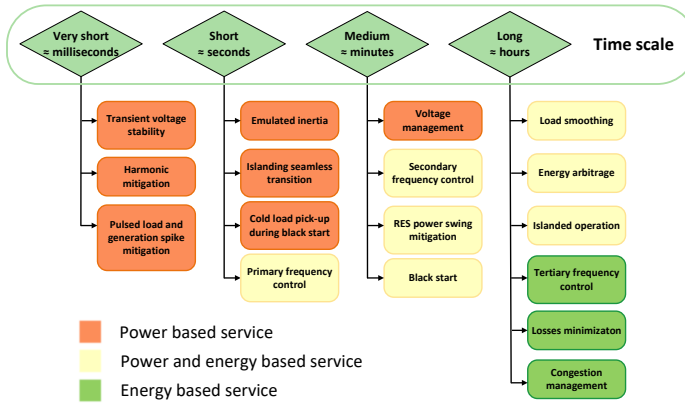 Very short
≈ milliseconds
Short
≈ seconds
Medium
≈ minutes
Long
≈ hours
Time scale
Transient voltage
stability
Harmonic
mitigation
Pulsed load and
generation spike
mitigation
Emulated inertia
Islanding seamless
transition
Cold load pick-up
during black start
Primary frequency
control
Voltage
management
Secondary
frequency control
RES power swing
mitigation
Black start
Load smoothing
Energy arbitrage
Islanded operation
Tertiary frequency
control
Losses minimizaton
Congestion
management
Power based service
Power and energy based service
Energy based service